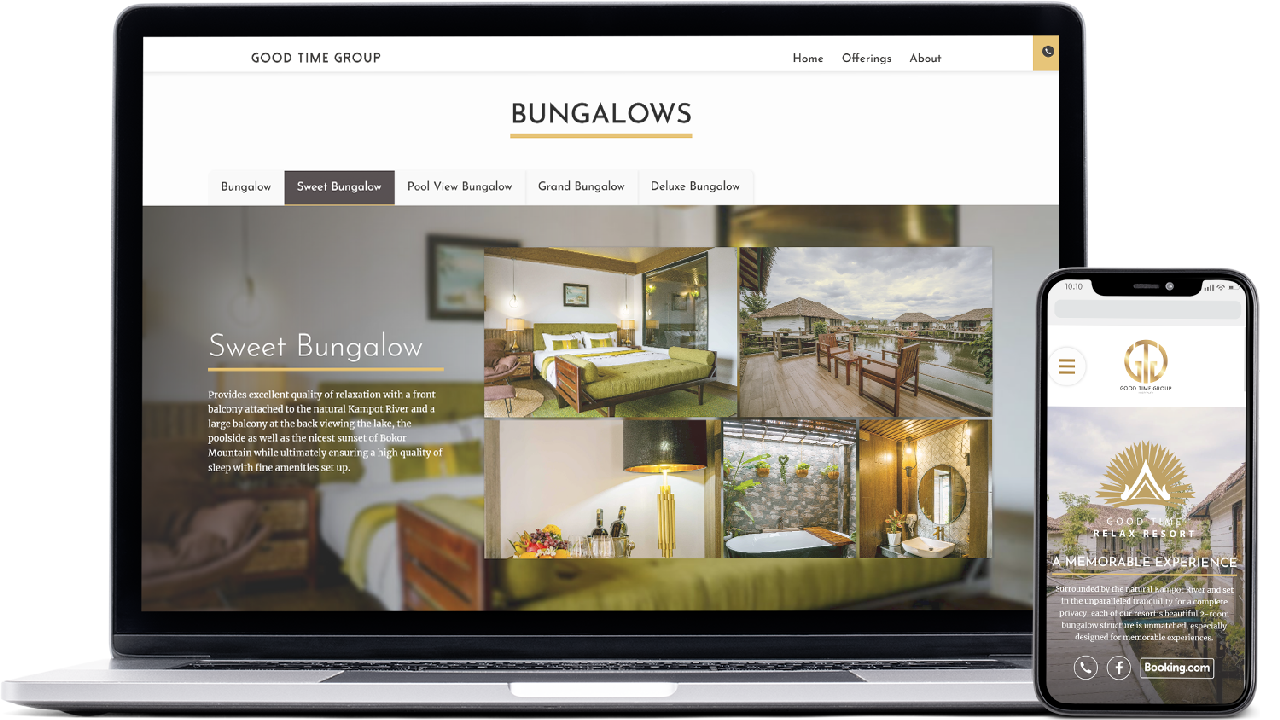 GOOD TIME GROUP
Home Offerings About
BUNGALOWS
Bungalow Sweet Bungalow Pool View Bungalow Grand Bungalow Deluxe Bungalow
Sweet Bungalow
Provides excellent quality of relaxation with a front
balcony attached to the natural Kampot River and a
large balcony at the back viewing the lake, the
poolside as well as the nicest sunset of Bokor
Mountain while ultimately ensuring a high quality of
sleep with fine amenities set up.
10:10
GOOD TIME GROUP
GOOD TIME
RELAX RESORT
A MEMORABLE EXPERIENCE
Surrounded by the natural Kampot River and set
in the unparalleled tranquility for a complete
privacy. Each of our resort's beautiful 2-room
bungalow structure is unmatched, especially
designed for memorable experiences.
Booking.com